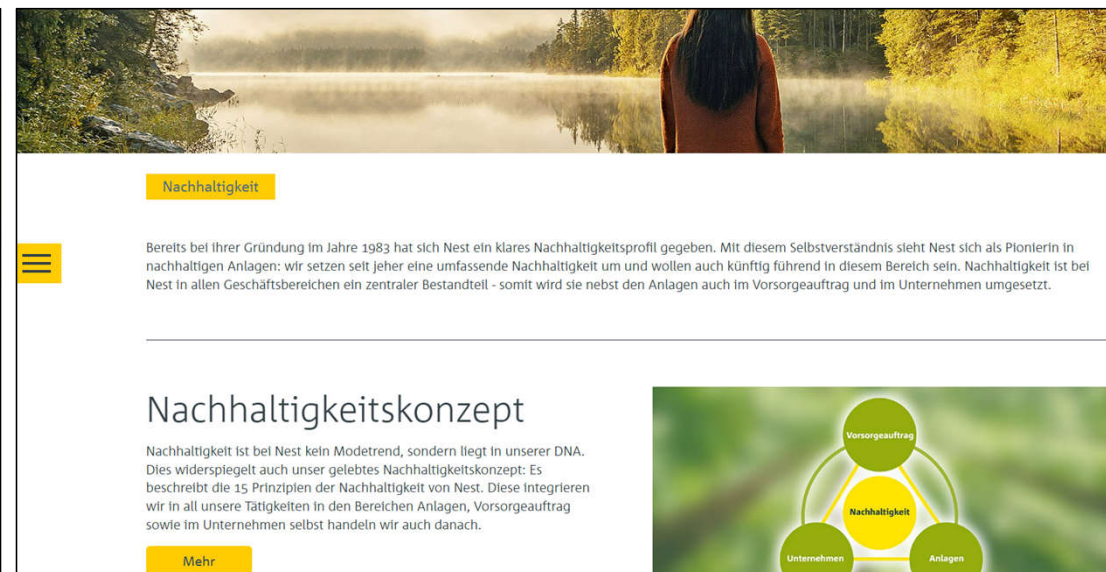 Nachhaltigkeit
Bereits bei ihrer Gründung im Jahre 1983 hat sich Nest ein klares Nachhaltigkeitsprofil gegeben. Mit diesem Selbstverständnis sieht Nest sich als Pionierin in
nachhaltigen Anlagen: wir setzen seit jeher eine umfassende Nachhaltigkeit um und wollen auch künftig führend in diesem Bereich sein. Nachhaltigkeit ist bei
Nest in allen Geschäftsbereichen ein zentraler Bestandteil - somit wird sie nebst den Anlagen auch im Vorsorgeauftrag und im Unternehmen umgesetzt.
Nachhaltigkeitskonzept
Nachhaltigkeit ist bei Nest kein Modetrend, sondern liegt in unserer DNA.
Dies widerspiegelt auch unser gelebtes Nachhaltigkeitskonzept: Es
beschreibt die 15 Prinzipien der Nachhaltigkeit von Nest. Diese integrieren
wir in all unsere Tätigkeiten in den Bereichen Anlagen, Vorsorgeauftrag
sowie im Unternehmen selbst handeln wir auch danach.
Mehr
Vorsorgeauftrag
Nachhaltigkeit
Unternehmen
Anlagen